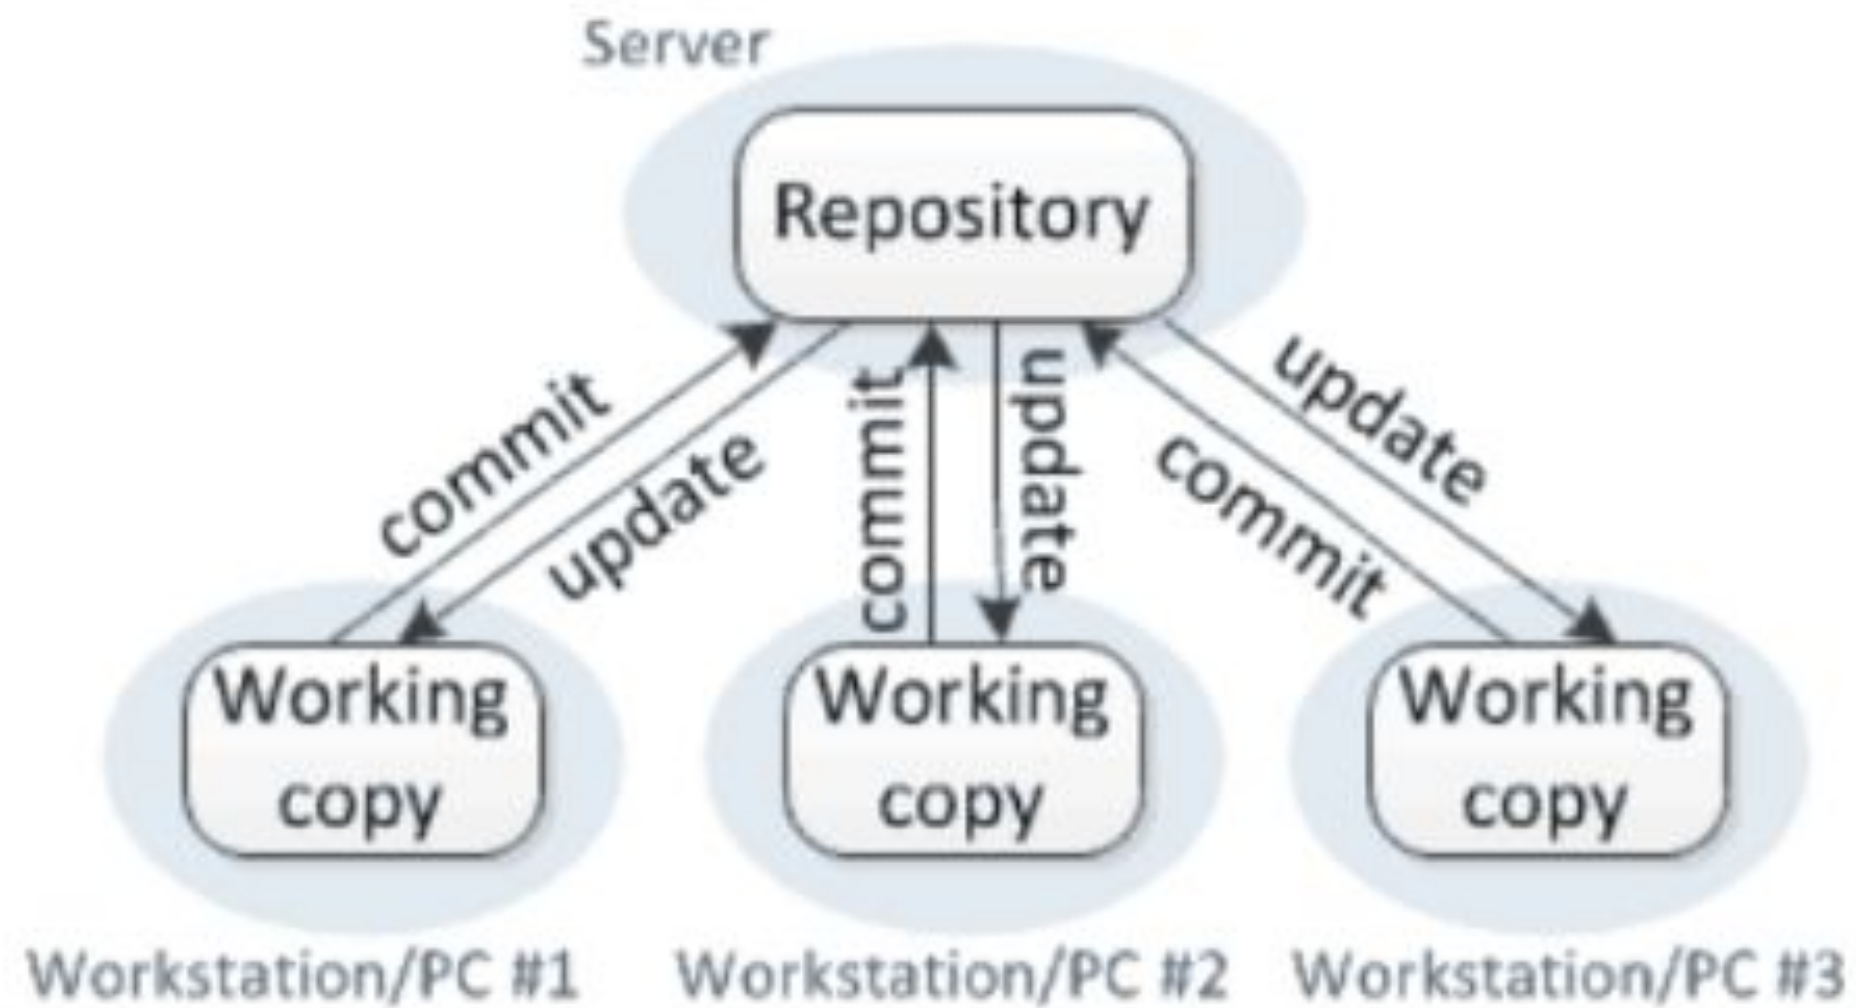 Server
Repository
commit
update
commit
update
commit
update
Working
copy
Working
copy
Working
copy
Workstation/PC #1
Workstation/PC #2
Workstation/PC #3